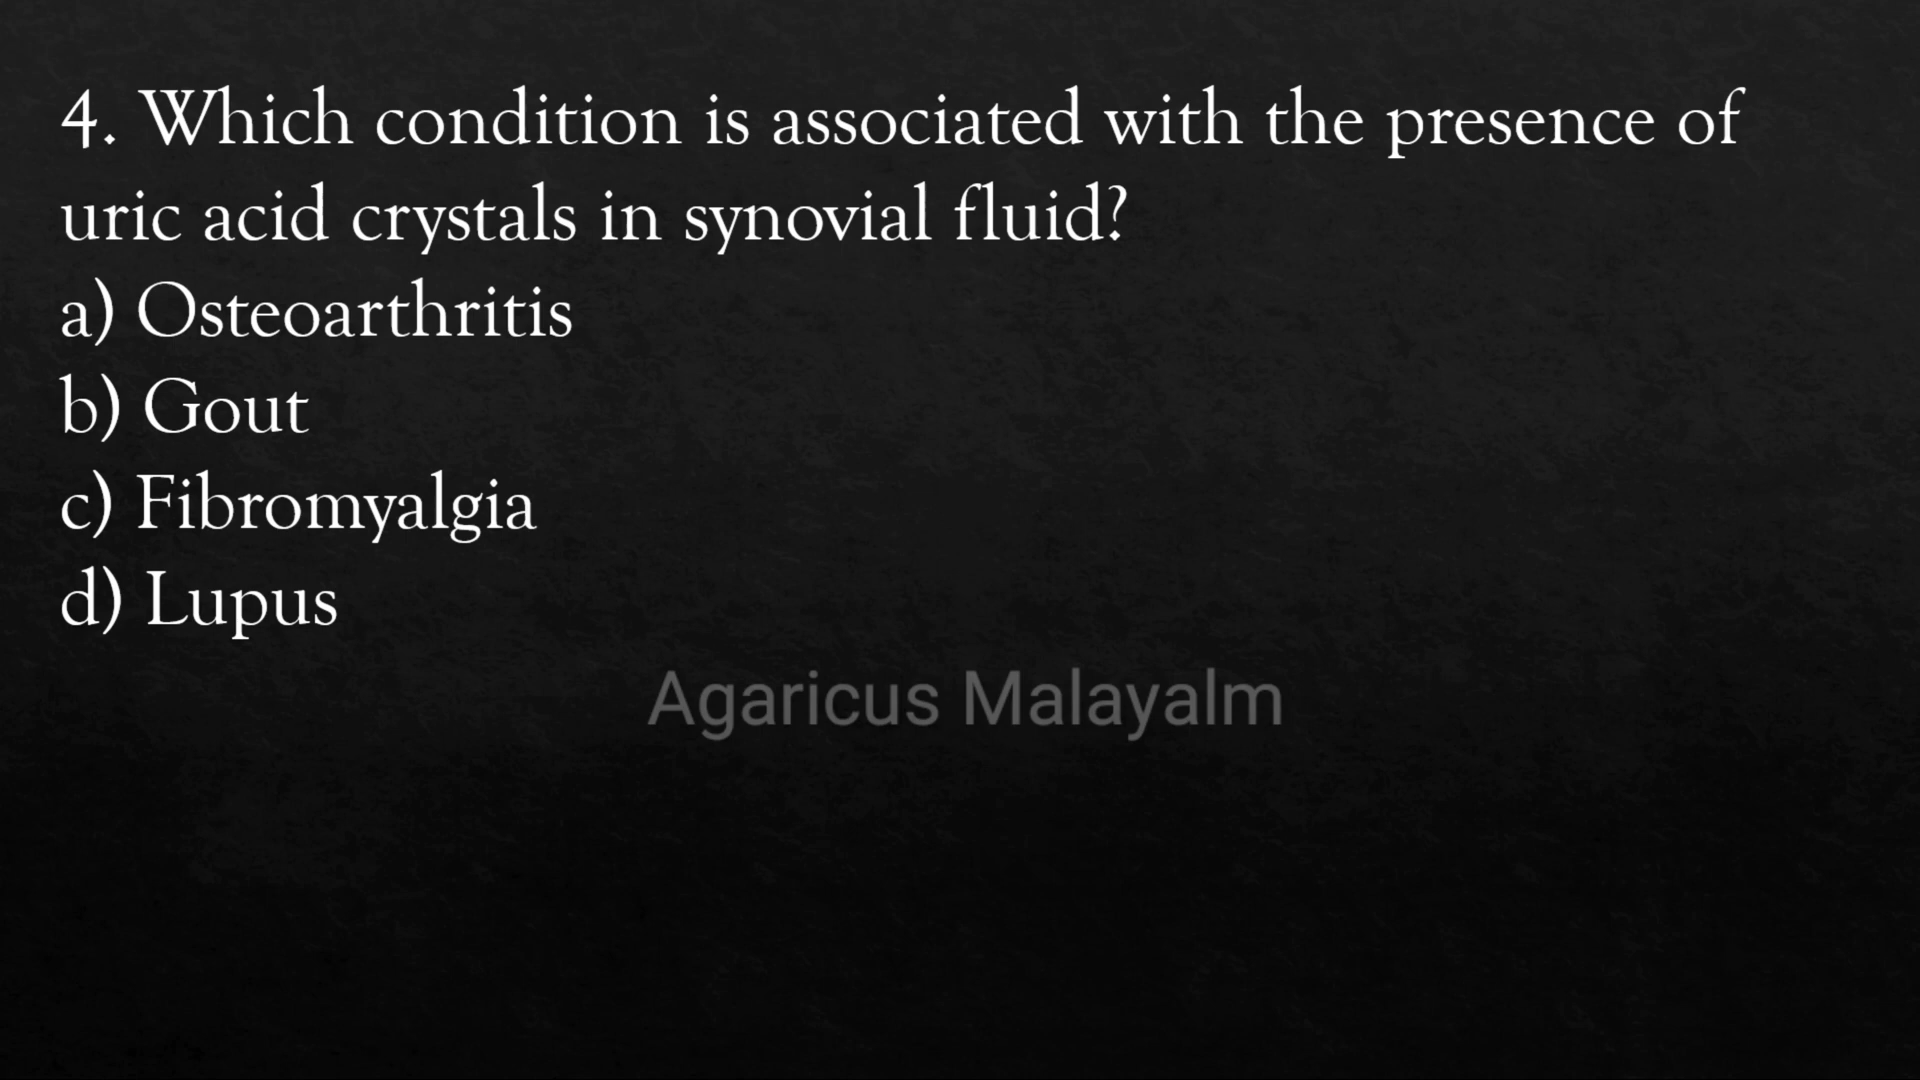 4. Which condition is associated with the presence of
uric acid crystals in synovial fluid?
a) Osteoarthritis
b) Gout
c) Fibromyalgia
d) Lupus
Agaricus Malayalm